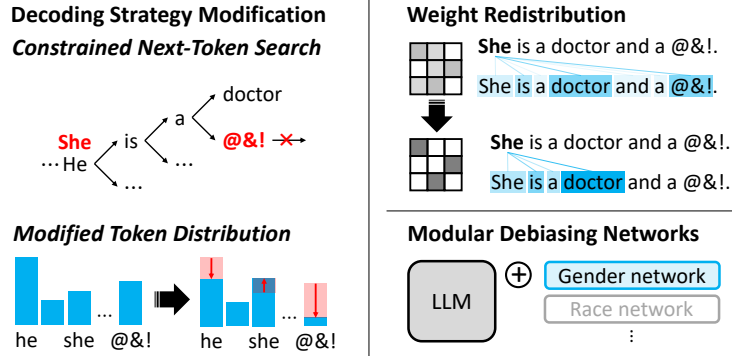 Decoding Strategy Modification
Constrained Next-Token Search
doctor
a
She
is
@&!
... He
...
...
Modified Token Distribution
...
...
he she @&!
he she @&!
Weight Redistribution
She is a doctor and a @&!.
She is a doctor and a @&!.
She is a doctor and a @&!.
She is a doctor and a @&!.
Modular Debiasing Networks
LLM
Gender network
Race network
⋮